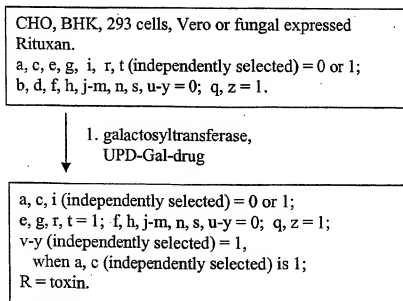 CHO, BHK, 293 cells, Vero or fungal expressed
Rituxan.
a, c, e, g, i, r, t (independently selected) = 0 or 1;
b, d, f, h, j-m, n, s, u-y = 0; q, z = 1.
1. galactosyltransferase,
UPD-Gal-drug
a, c, i (independently selected) = 0 or 1;
e, g, r, t = 1; f, h, j-m, n, s, u-y = 0; q, z = 1;
v-y (independently selected) = 1,
when a, c (independently selected) is 1;
R = toxin.